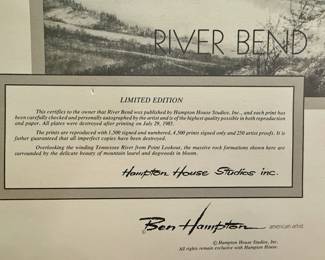 RIVER BEND
LIMITED EDITION
This certifies to the owner that River Bend was published by Hampton House Studios, Inc., and each print has
been carefully checked and personally autographed by the artist and is of the highest quality possible in both reproduction
and paper. All plates were destroyed after printing on July 29, 1985.
The prints are reproduced with 1,500 signed and numbered, 4,500 prints signed only and 250 artist proofs. It is
further guaranteed that all imperfect copies have been destroyed.
Overlooking the winding Tennessee River from Point Lookout, the massive rock formations shown here are
surrounded by the delicate beauty of mountain laurel and dogwoods in bloom.
Hampton House Studios inc.
Ben Hampton american artist
© Hampton House Studios, Inc.
All rights remain exclusive with Hampton House.